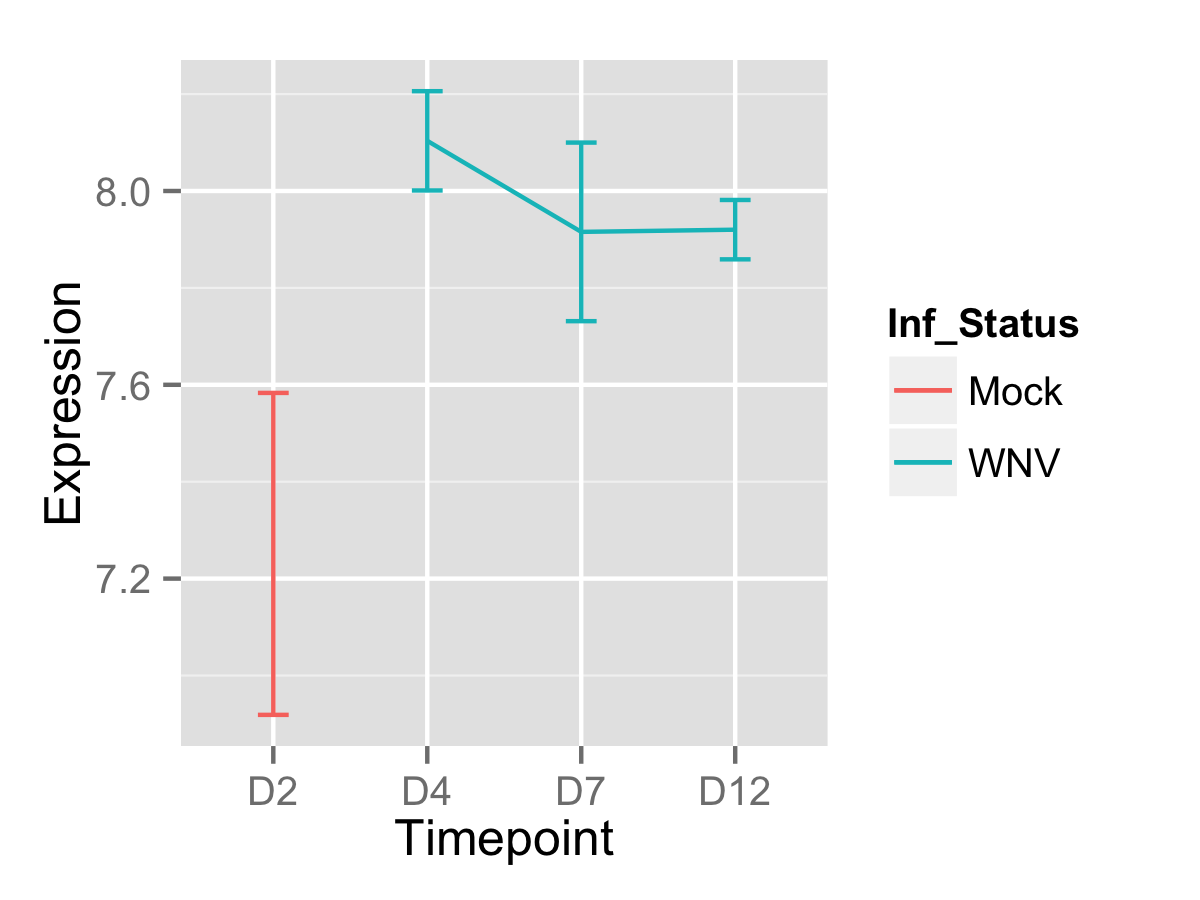 8.0
7.6
7.2
Expression
D2 D4 D7 D12
Timepoint
Inf_Status
Mock
WNV